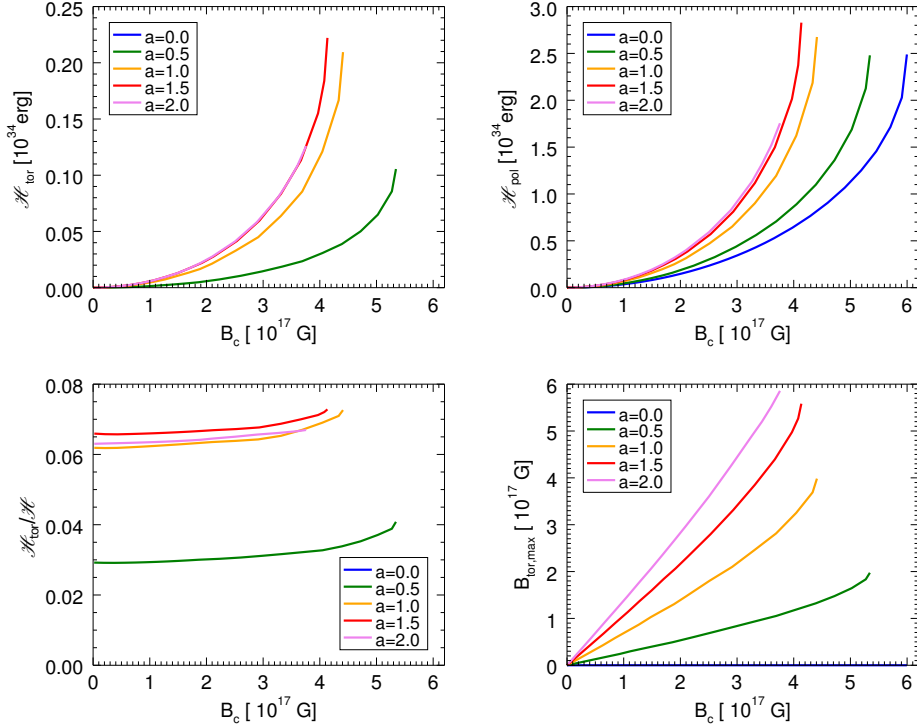 0.25
0.20
0.15
0.10
0.05
0.00
ℋtor [10^34 erg]
a=0.0
a=0.5
a=1.0
a=1.5
a=2.0
0 1 2 3 4 5 6
Bc [ 10^17 G]
3.0
2.5
2.0
1.5
1.0
0.5
0.0
ℋpol [10^34 erg]
a=0.0
a=0.5
a=1.0
a=1.5
a=2.0
0 1 2 3 4 5 6
Bc [ 10^17 G]
0.08
0.06
0.04
0.02
0.00
ℋtor/ℋ
a=0.0
a=0.5
a=1.0
a=1.5
a=2.0
0 1 2 3 4 5 6
Bc [ 10^17 G]
6
5
4
3
2
1
0
Btor,max [ 10^17 G]
a=0.0
a=0.5
a=1.0
a=1.5
a=2.0
0 1 2 3 4 5 6
Bc [ 10^17 G]